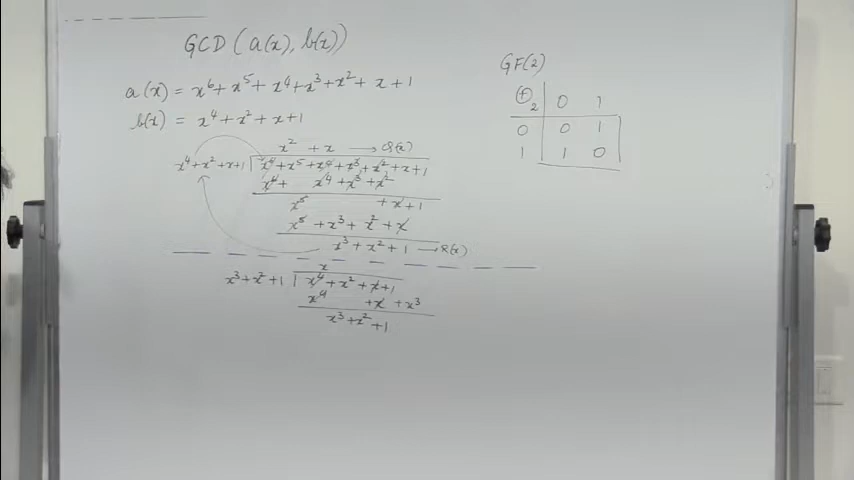 GCD (a(x), b(x))
a(x) = x⁶ + x⁵ + x⁴ + x³ + x² + x + 1
b(x) = x⁴ + x² + x + 1
x² + x → Q(x)
x⁴ + x² + x + 1 | x⁶ + x⁵ + x⁴ + x³ + x² + x + 1
x⁶ + x⁴ + x³ + x²
x⁵ + x + 1
x⁵ + x³ + x² + x
x³ + x² + 1 → R(x)
x
x³ + x² + 1 | x⁴ + x² + x + 1
x⁴ + x + x³
x³ + x² + 1
GF(2)
⊕₂ 0 1
0 0 1
1 1 0